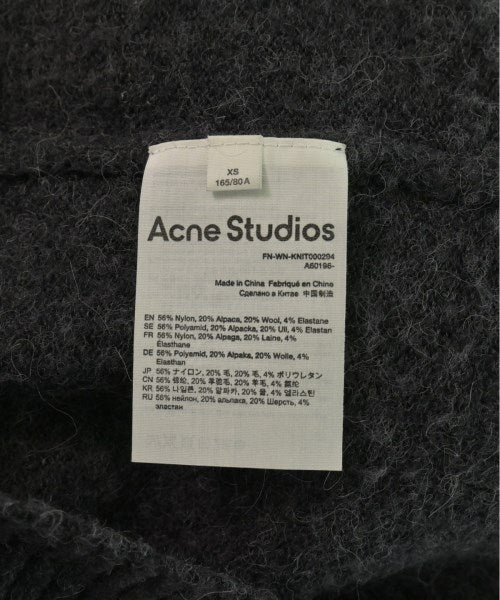 XS
165/80A
Acne Studios
FN-WN-KNIT000294
A60196-
Made in China Fabriqué en Chine
Сделано в Китае 中国制造
EN 56% Nylon, 20% Alpaca, 20% Wool, 4% Elastane
SE 56% Polyamid, 20% Alpacka, 20% Ull, 4% Elastan
FR 56% Nylon, 20% Alpaga, 20% Laine, 4%
Élasthane
DE 56% Polyamid, 20% Alpaka, 20% Wolle, 4%
Elasthan
JP 56% ナイロン, 20% 毛, 20% 毛, 4% ポリウレタン
CN 56% 锦纶, 20% 羊驼毛, 20% 羊毛, 4% 氨纶
KR 56% 나일론, 20% 알파카, 20% 울, 4% 엘라스틴
RU 56% нейлон, 20% альпака, 20% Шерсть, 4%
эластан